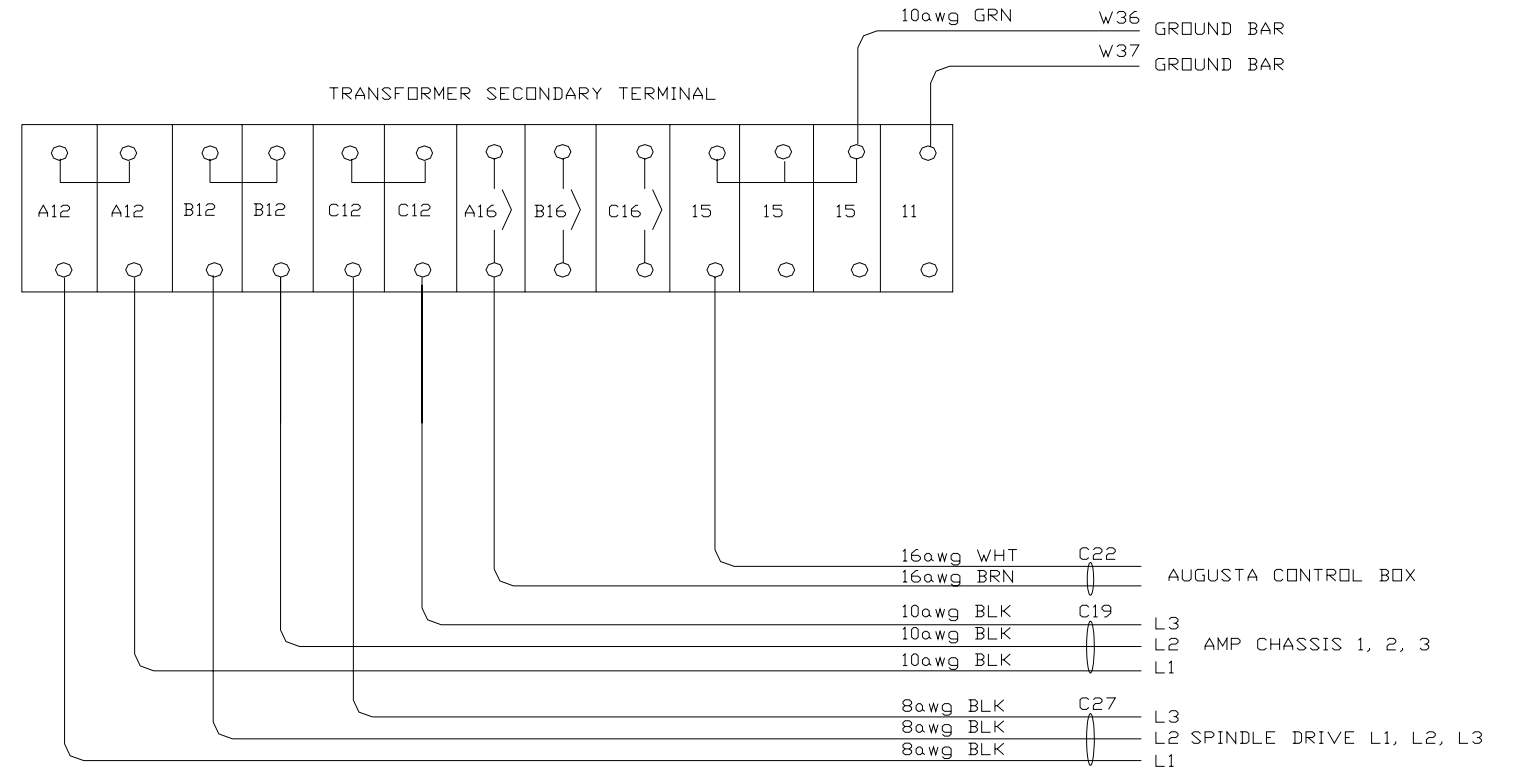 10awg GRN W36 GROUND BAR
W37 GROUND BAR
TRANSFORMER SECONDARY TERMINAL
A12 A12 B12 B12 C12 C12 A16 B16 C16 15 15 15 11
16awg WHT C22
16awg BRN AUGUSTA CONTROL BOX
10awg BLK C19 L3
10awg BLK L2 AMP CHASSIS 1, 2, 3
10awg BLK L1
8awg BLK C27 L3
8awg BLK L2 SPINDLE DRIVE L1, L2, L3
8awg BLK L1